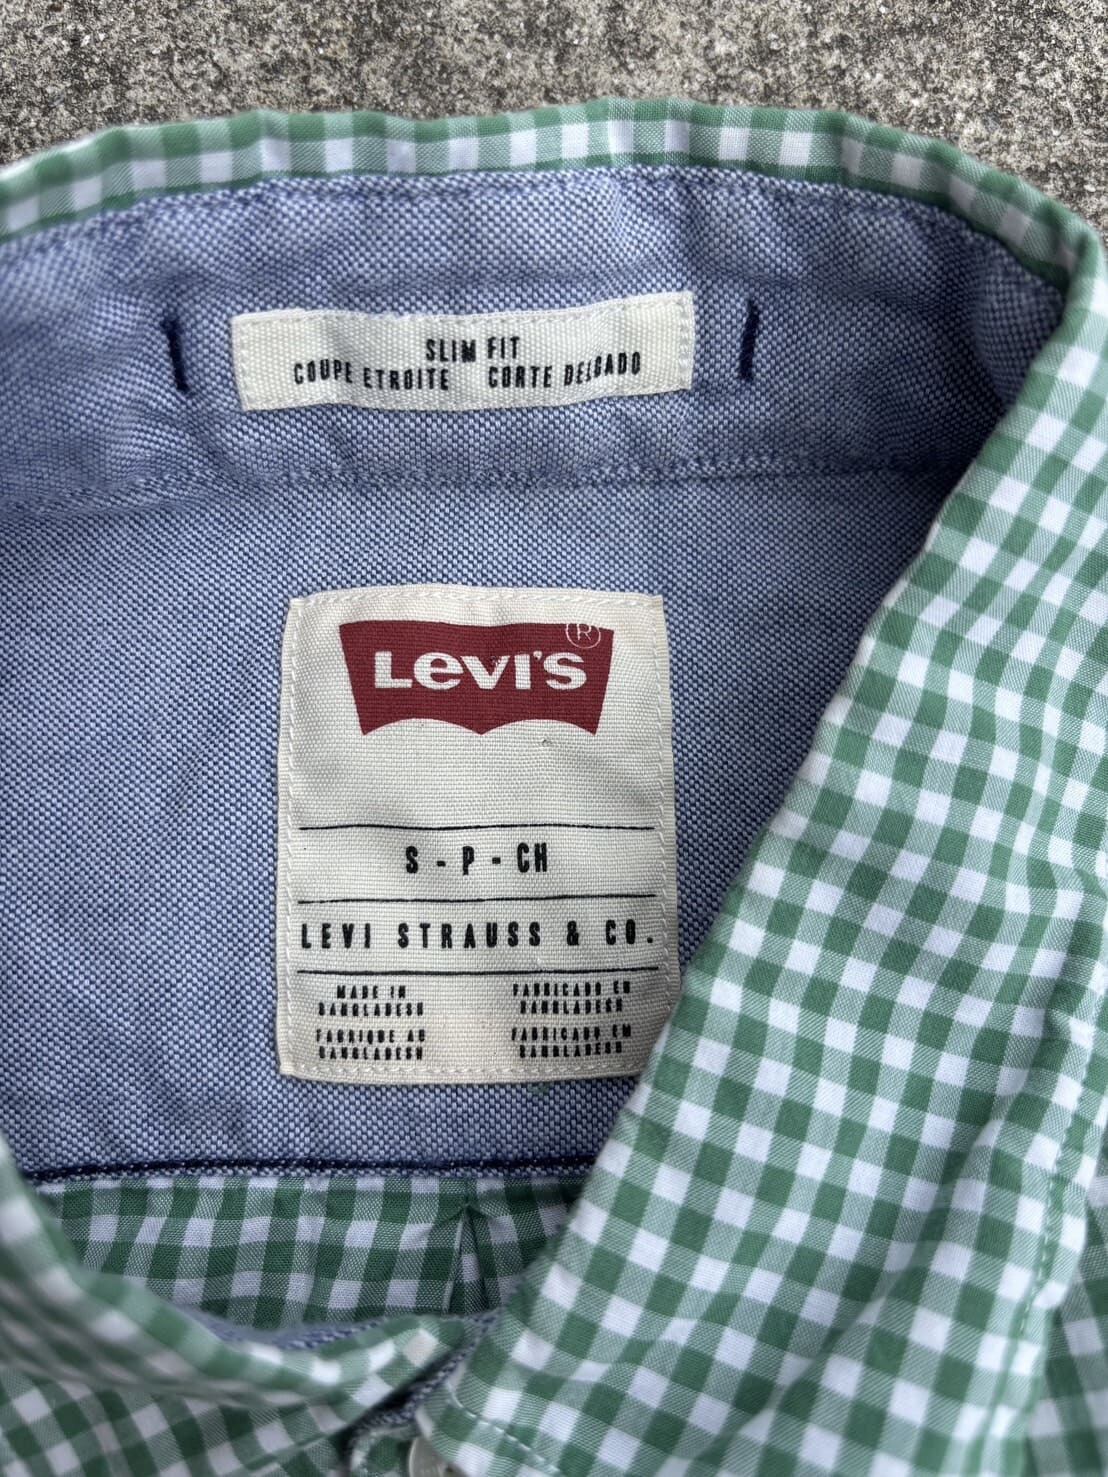 SLIM FIT
COUPE ETROITE CORTE DELGADO
LEVI'S ®
S - P - CH
LEVI STRAUSS & CO.
MADE IN
BANGLADESH
FABRIQUE AU
BANGLADESH
FABRICADO EN
BANGLADESH
FABRICADO EM
BANGLADESH